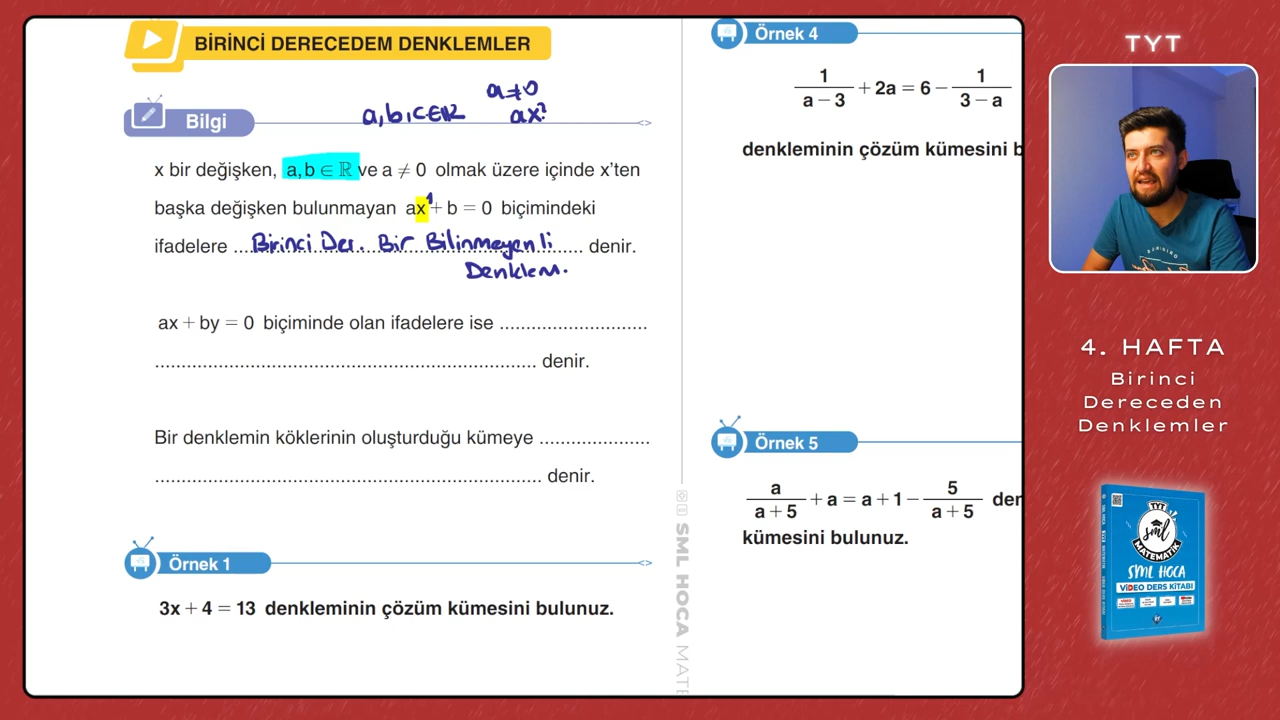 BİRİNCİ DERECEDEM DENKLEMLER
a≠0
a,b,c∈ℝ ax²
Bilgi
x bir değişken, a,b ∈ ℝ ve a ≠ 0 olmak üzere içinde x'ten
başka değişken bulunmayan ax¹ + b = 0 biçimindeki
ifadelere ... Birinci Der. Bir Bilinmeyenli ... denir.
Denklem.
ax + by = 0 biçiminde olan ifadelere ise ............................
........................................................................ denir.
Bir denklemin köklerinin oluşturduğu kümeye .....................
......................................................................... denir.
Örnek 1
3x + 4 = 13 denkleminin çözüm kümesini bulunuz.
SML HOCA MATE
Örnek 4
1/(a − 3) + 2a = 6 − 1/(3 − a)
denkleminin çözüm kümesini b
Örnek 5
a/(a + 5) + a = a + 1 − 5/(a + 5) den
kümesini bulunuz.
TYT
4. HAFTA
Birinci
Dereceden
Denklemler
TYT
sml
MATEMATİK
SML HOCA
VİDEO DERS KİTABI